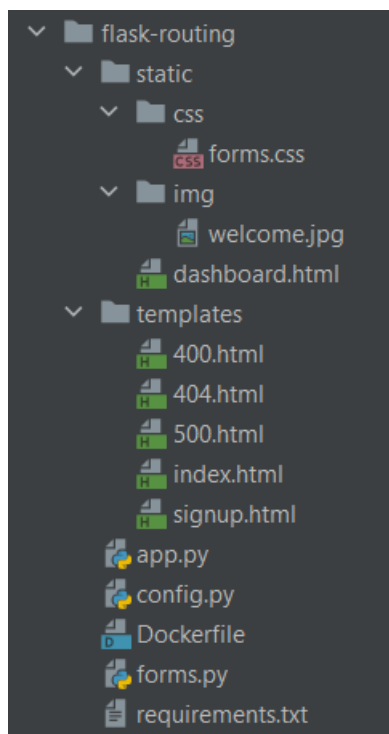 flask-routing
static
css
forms.css
img
welcome.jpg
dashboard.html
templates
400.html
404.html
500.html
index.html
signup.html
app.py
config.py
Dockerfile
forms.py
requirements.txt